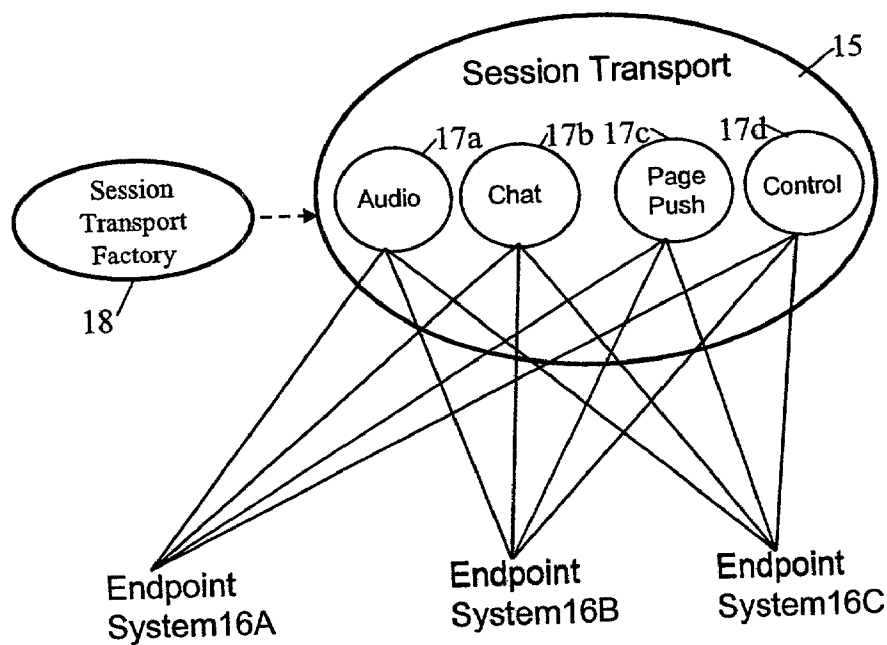 15
Session Transport
17a
17b
17c
17d
Audio
Chat
Page
Push
Control
Session
Transport
Factory
18
Endpoint
System16A
Endpoint
System16B
Endpoint
System16C